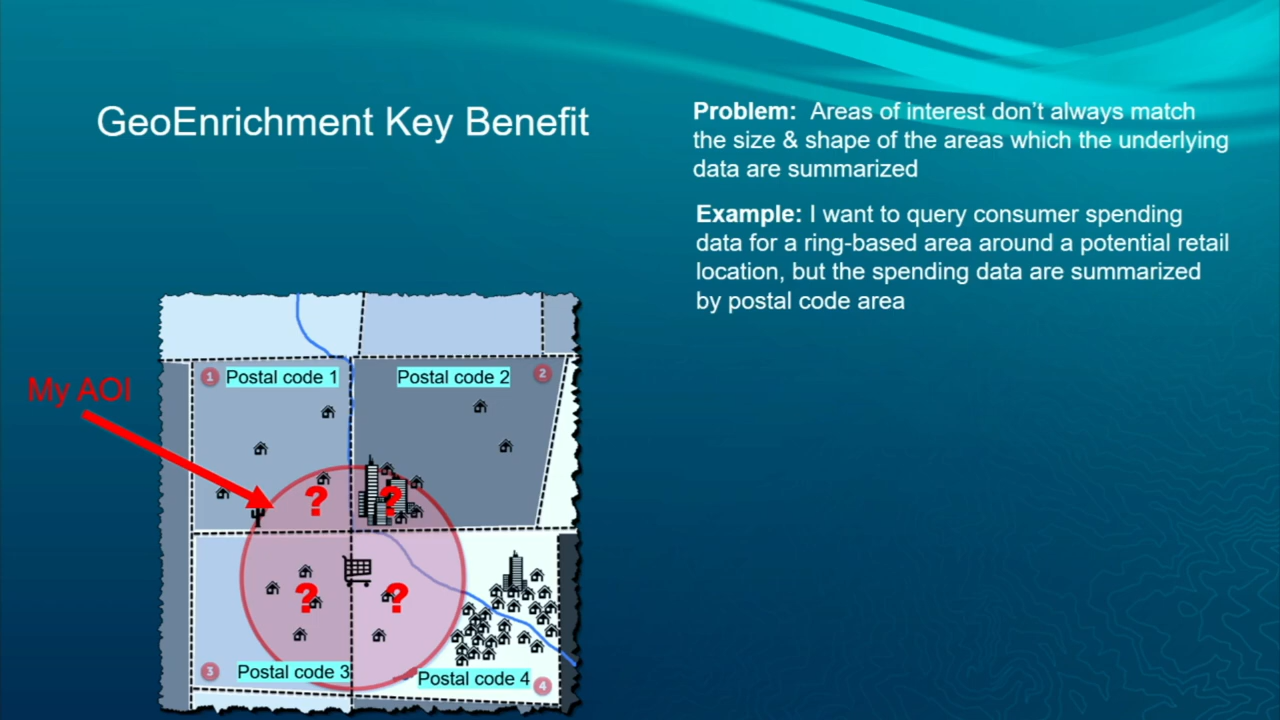 GeoEnrichment Key Benefit
Problem: Areas of interest don’t always match
the size & shape of the areas which the underlying
data are summarized
Example: I want to query consumer spending
data for a ring-based area around a potential retail
location, but the spending data are summarized
by postal code area
My AOI
1 Postal code 1
Postal code 2 2
? ?
? ?
3 Postal code 3
Postal code 4 4